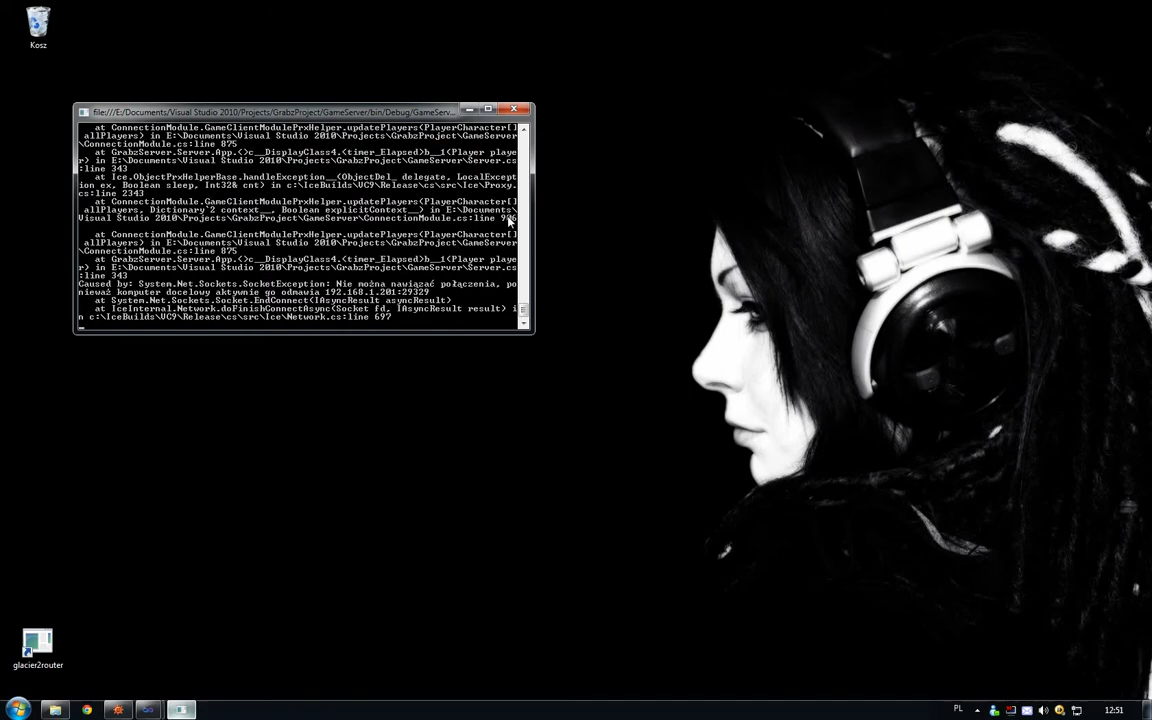 Kosz
file:///E:/Documents/Visual Studio 2010/Projects/GrabzProject/GameServer/bin/Debug/GameServ...
at ConnectionModule.GameClientModulePrxHelper.updatePlayers(PlayerCharacter[]
allPlayers) in E:\Documents\Visual Studio 2010\Projects\GrabzProject\GameServer
\ConnectionModule.cs:line 875
at GrabzServer.Server.App.<>c__DisplayClass4.<timer_Elapsed>b__1(Player playe
r) in E:\Documents\Visual Studio 2010\Projects\GrabzProject\GameServer\Server.cs
:line 343
at Ice.ObjectPrxHelperBase.handleException__(ObjectDel_ delegate, LocalExcept
ion ex, Boolean sleep, Int32& cnt) in c:\IceBuilds\VC9\Release\cs\src\Ice\Proxy.
cs:line 2343
at ConnectionModule.GameClientModulePrxHelper.updatePlayers(PlayerCharacter[]
allPlayers, Dictionary`2 context__, Boolean explicitContext__) in E:\Documents\
Visual Studio 2010\Projects\GrabzProject\GameServer\ConnectionModule.cs:line
at ConnectionModule.GameClientModulePrxHelper.updatePlayers(PlayerCharacter[]
allPlayers) in E:\Documents\Visual Studio 2010\Projects\GrabzProject\GameServer
\ConnectionModule.cs:line 875
at GrabzServer.Server.App.<>c__DisplayClass4.<timer_Elapsed>b__1(Player playe
r) in E:\Documents\Visual Studio 2010\Projects\GrabzProject\GameServer\Server.cs
:line 343
Caused by: System.Net.Sockets.SocketException: Nie można nawiązać połączenia, po
nieważ komputer docelowy aktywnie go odmawia 192.168.1.201:29329
at System.Net.Sockets.Socket.EndConnect(IAsyncResult asyncResult)
at IceInternal.Network.doFinishConnectAsync(Socket fd, IAsyncResult result) i
n c:\IceBuilds\VC9\Release\cs\src\Ice\Network.cs:line 697
glacier2router
PL
12:51